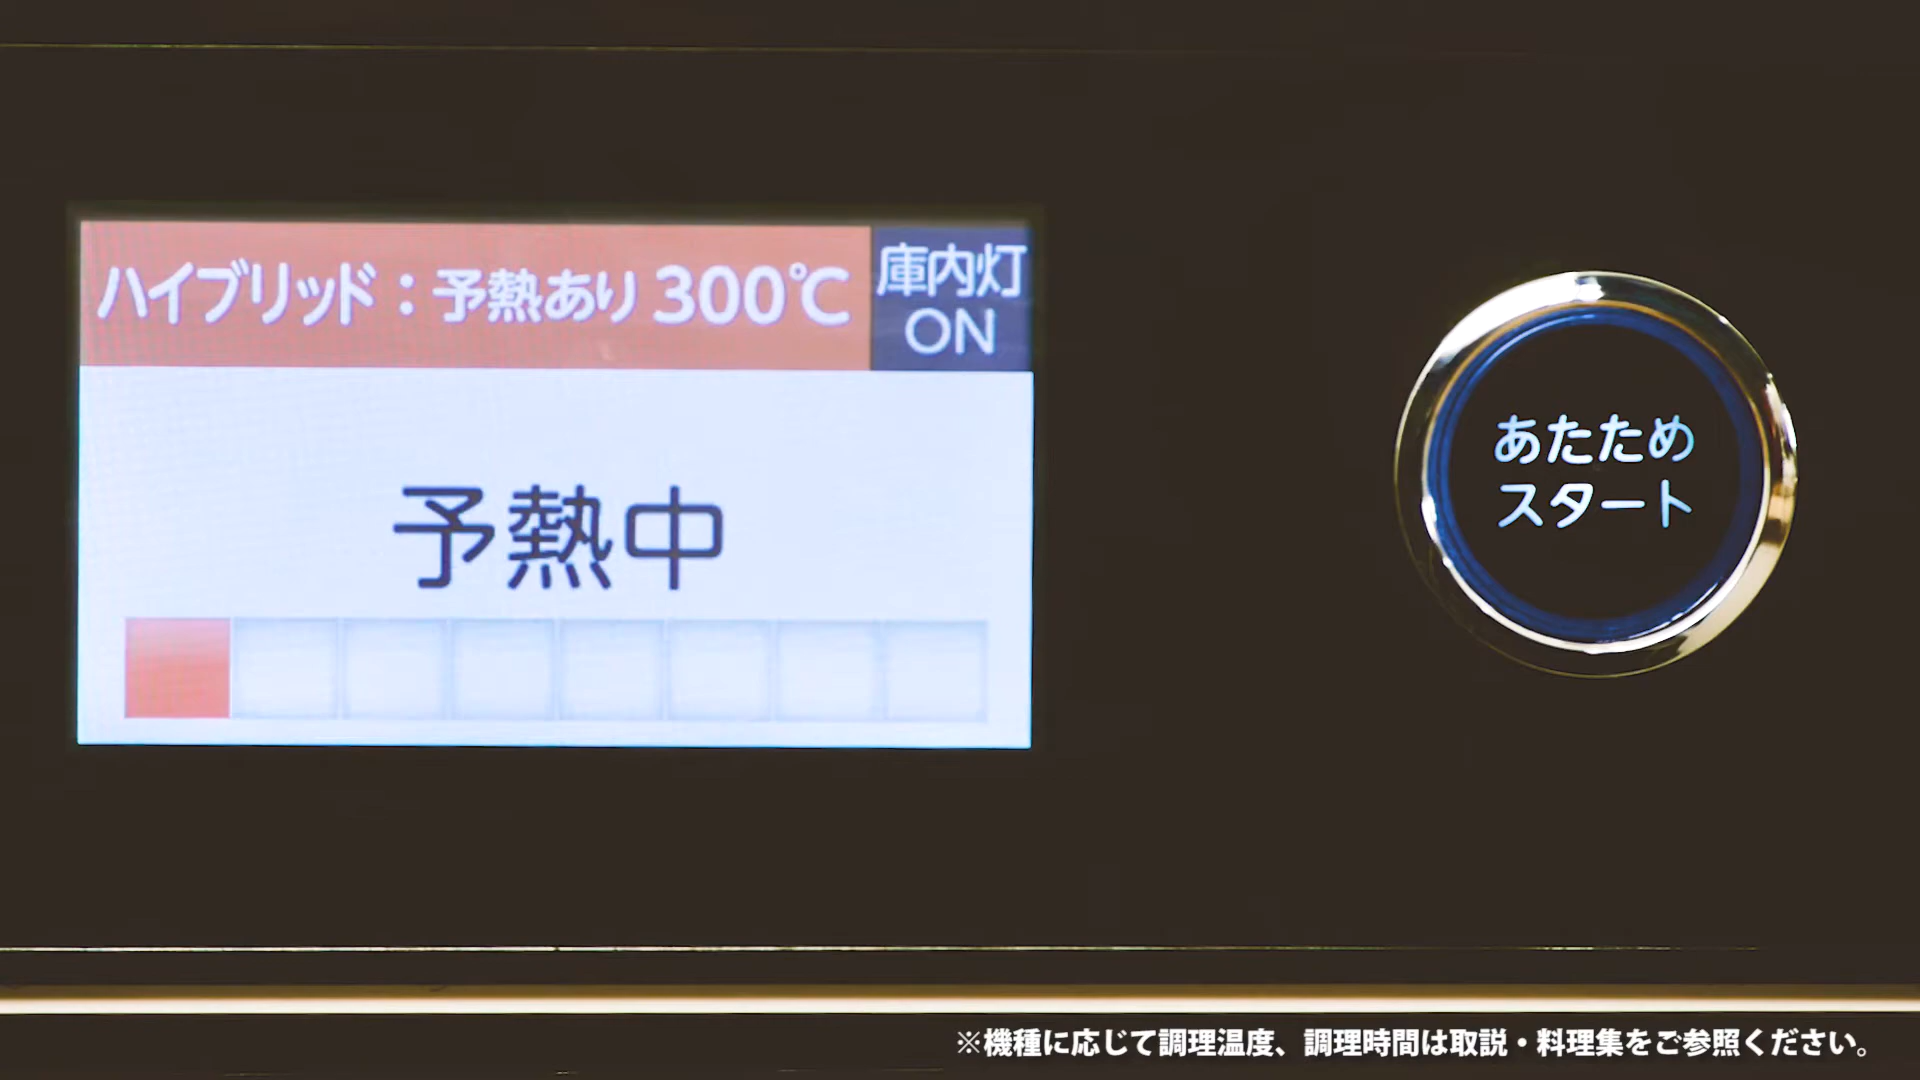 ハイブリッド：予熱あり 300℃
庫内灯
ON
予熱中
あたため
スタート
※機種に応じて調理温度、調理時間は取説・料理集をご参照ください。